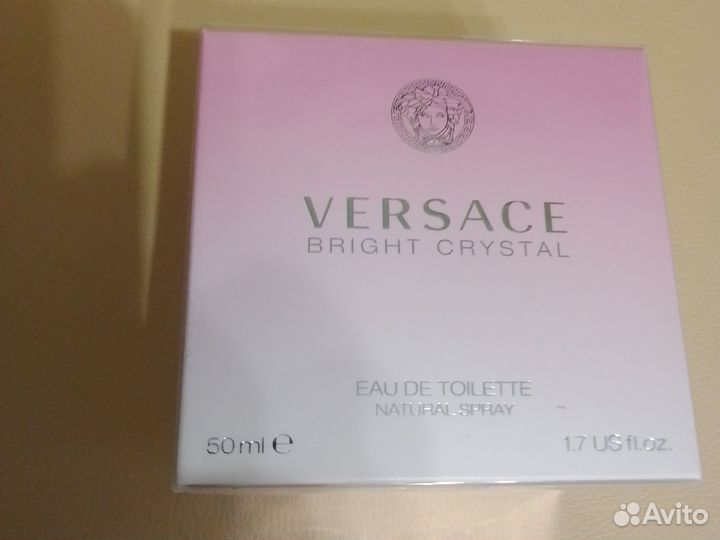 VERSACE
BRIGHT CRYSTAL
EAU DE TOILETTE
NATURAL SPRAY
50 ml ℮ 1.7 US fl.oz.
Avito